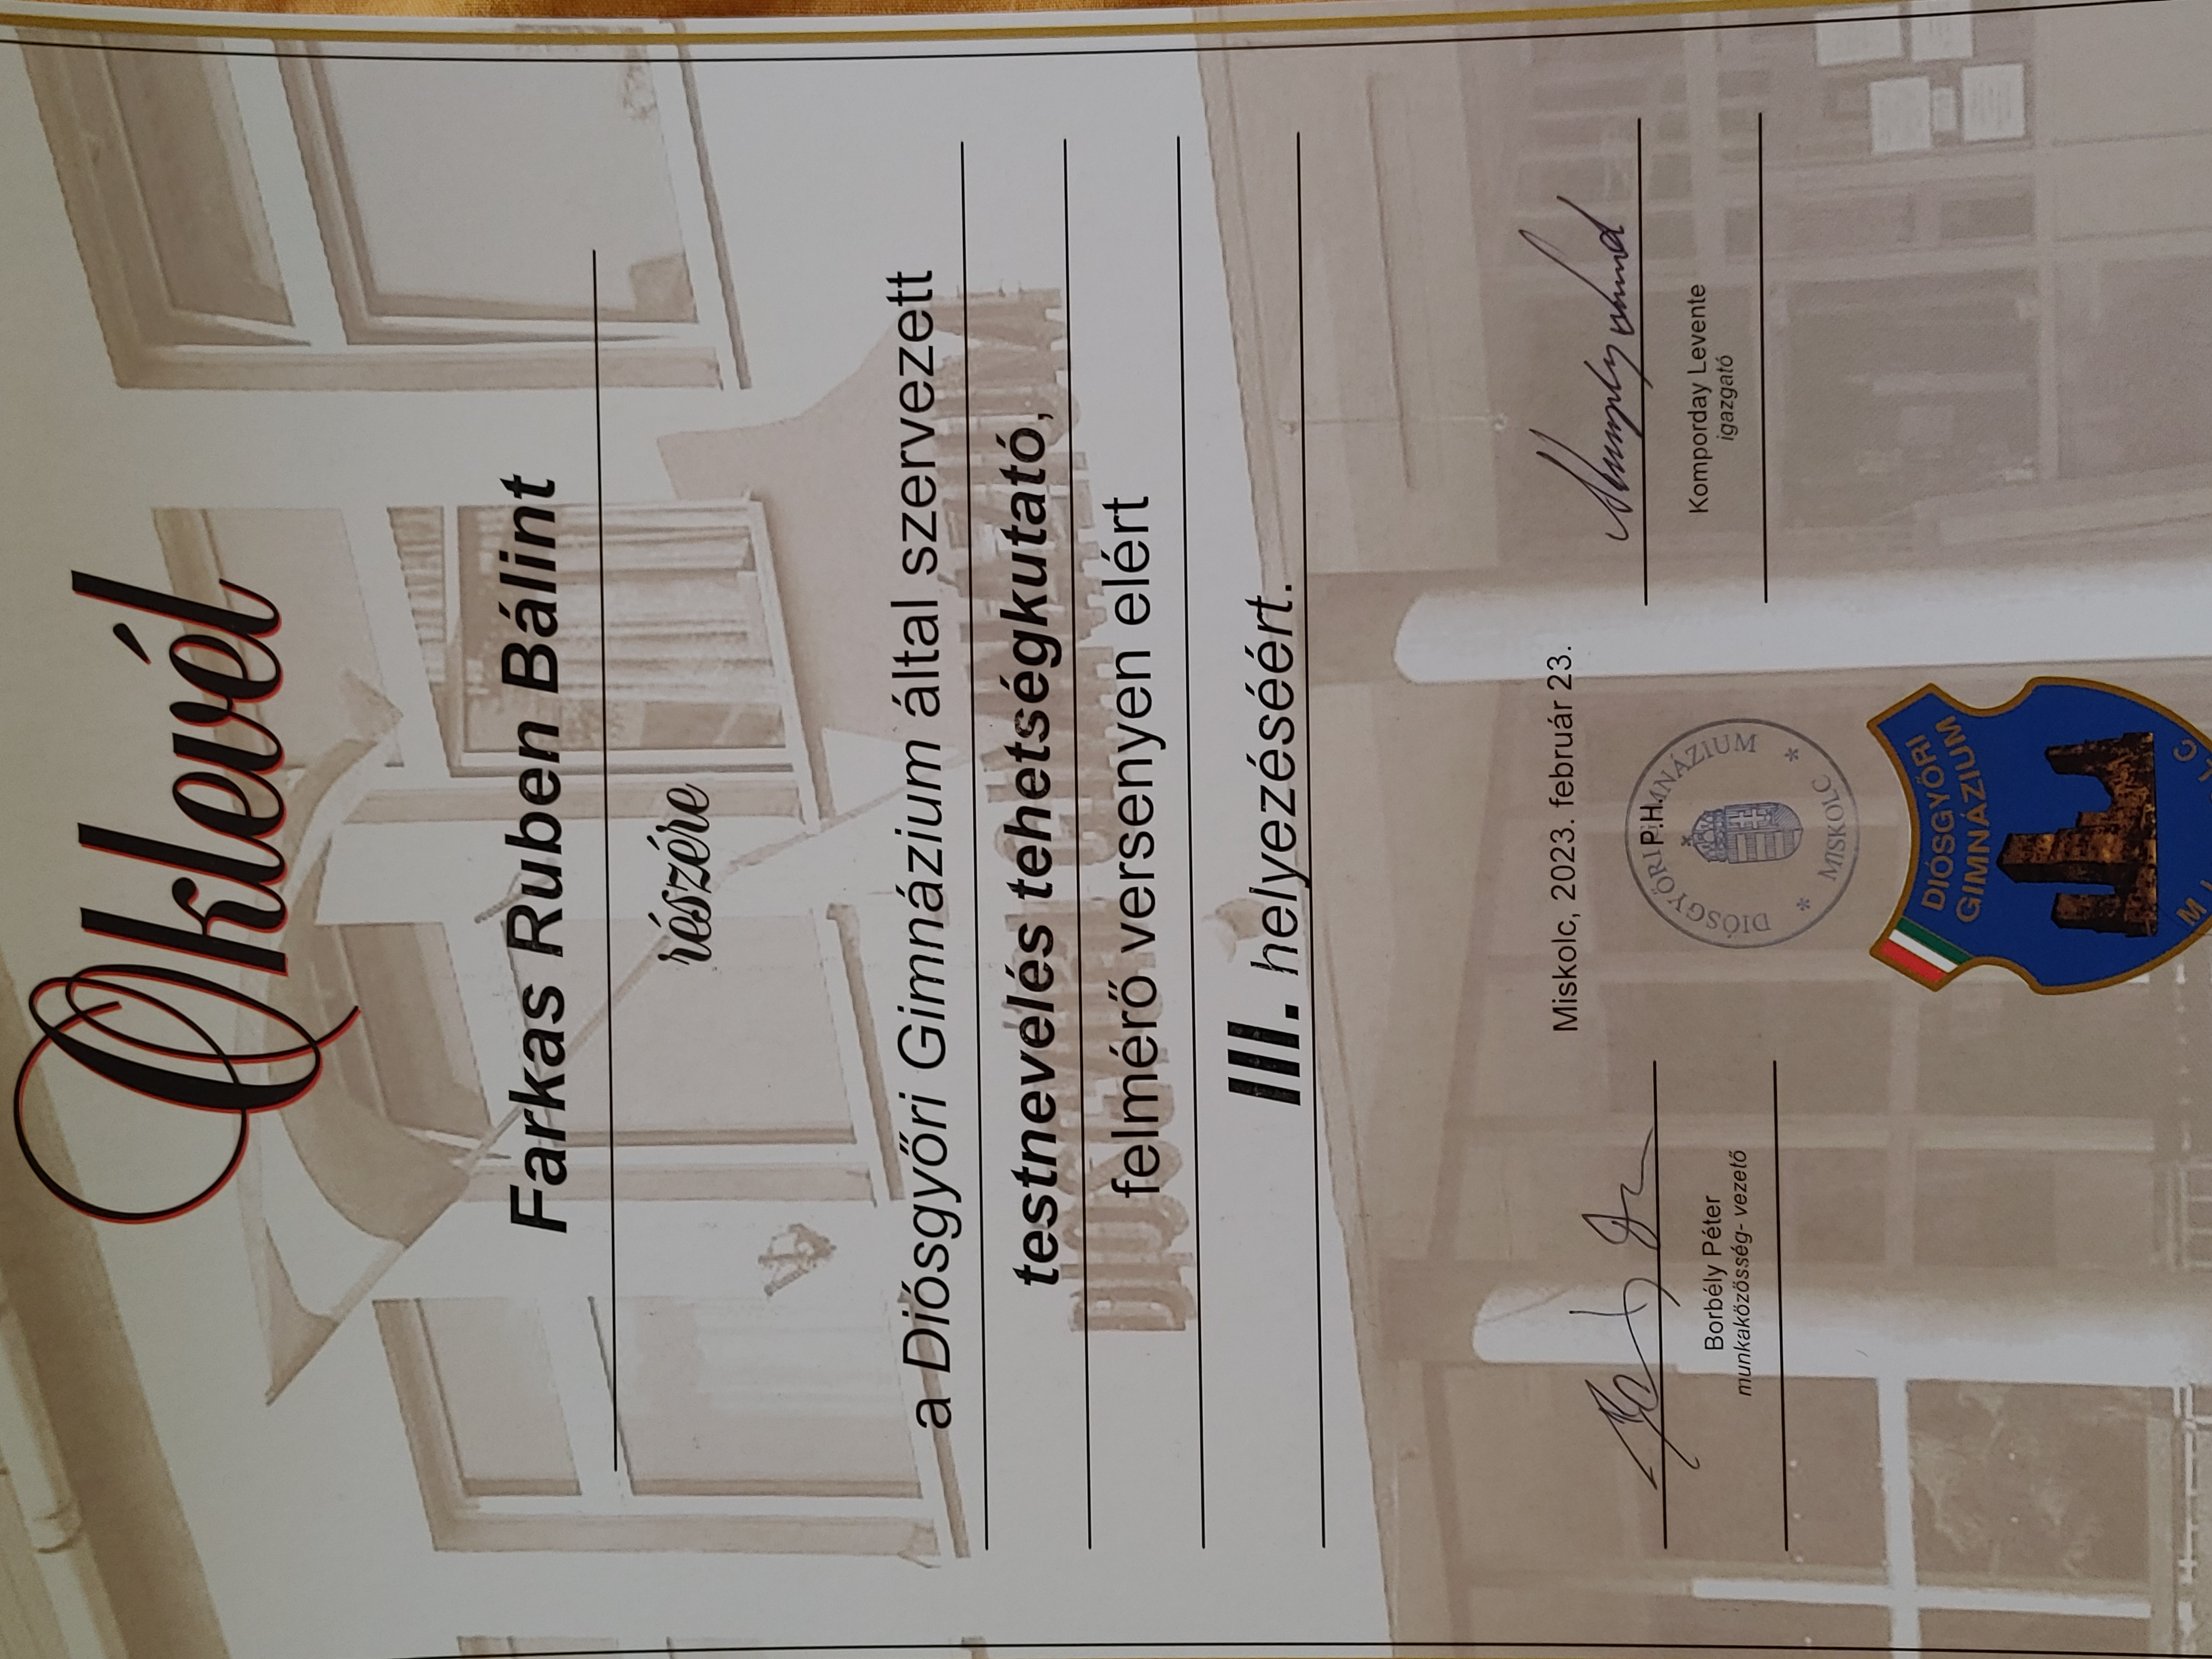 Oklevél
Farkas Ruben Bálint
részére
a Diósgyőri Gimnázium által szervezett
testnevelés tehetségkutató,
felmérő versenyen elért
III. helyezéséért.
Miskolc, 2023. február 23.
P.H.
Borbély Péter
munkaközösség- vezető
Komporday Levente
igazgató
DIÓSGYŐRI GIMNÁZIUM
* MISKOLC *
DIÓSGYŐRI
GIMNÁZIUM